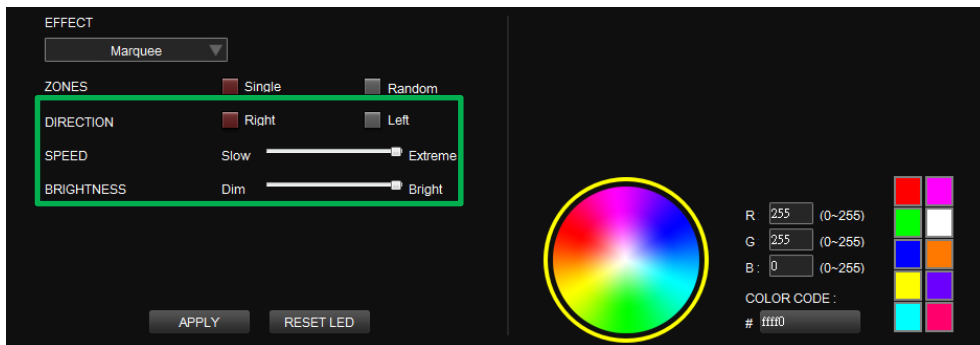 EFFECT
Marquee
ZONES Single Random
DIRECTION Right Left
SPEED Slow Extreme
BRIGHTNESS Dim Bright
APPLY RESET LED
R: 255 (0~255)
G: 255 (0~255)
B: 0 (0~255)
COLOR CODE :
# ffff0